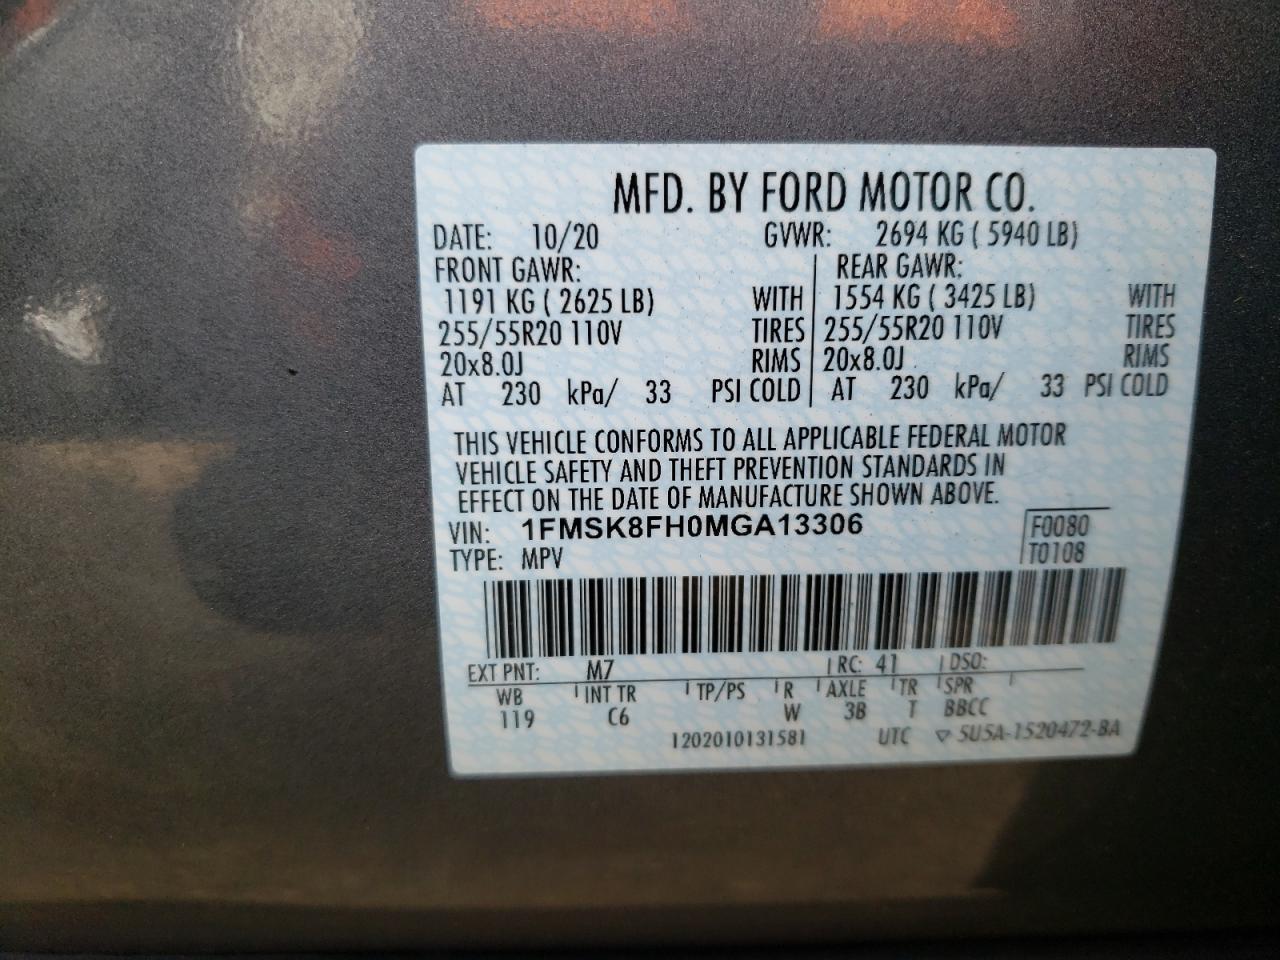 MFD. BY FORD MOTOR CO.
DATE: 10/20 GVWR: 2694 KG ( 5940 LB)
FRONT GAWR: REAR GAWR:
1191 KG ( 2625 LB) WITH 1554 KG ( 3425 LB) WITH
255/55R20 110V TIRES 255/55R20 110V TIRES
20x8.0J RIMS 20x8.0J RIMS
AT 230 kPa/ 33 PSI COLD AT 230 kPa/ 33 PSI COLD
THIS VEHICLE CONFORMS TO ALL APPLICABLE FEDERAL MOTOR
VEHICLE SAFETY AND THEFT PREVENTION STANDARDS IN
EFFECT ON THE DATE OF MANUFACTURE SHOWN ABOVE.
VIN: 1FMSK8FH0MGA13306 F0080
TYPE: MPV T0108
EXT PNT: M7 RC: 41 DSO:
WB INT TR TP/PS R AXLE TR SPR
119 C6 W 3B T BBCC
1202010131581 UTC ▽ 5U5A-1520472-BA